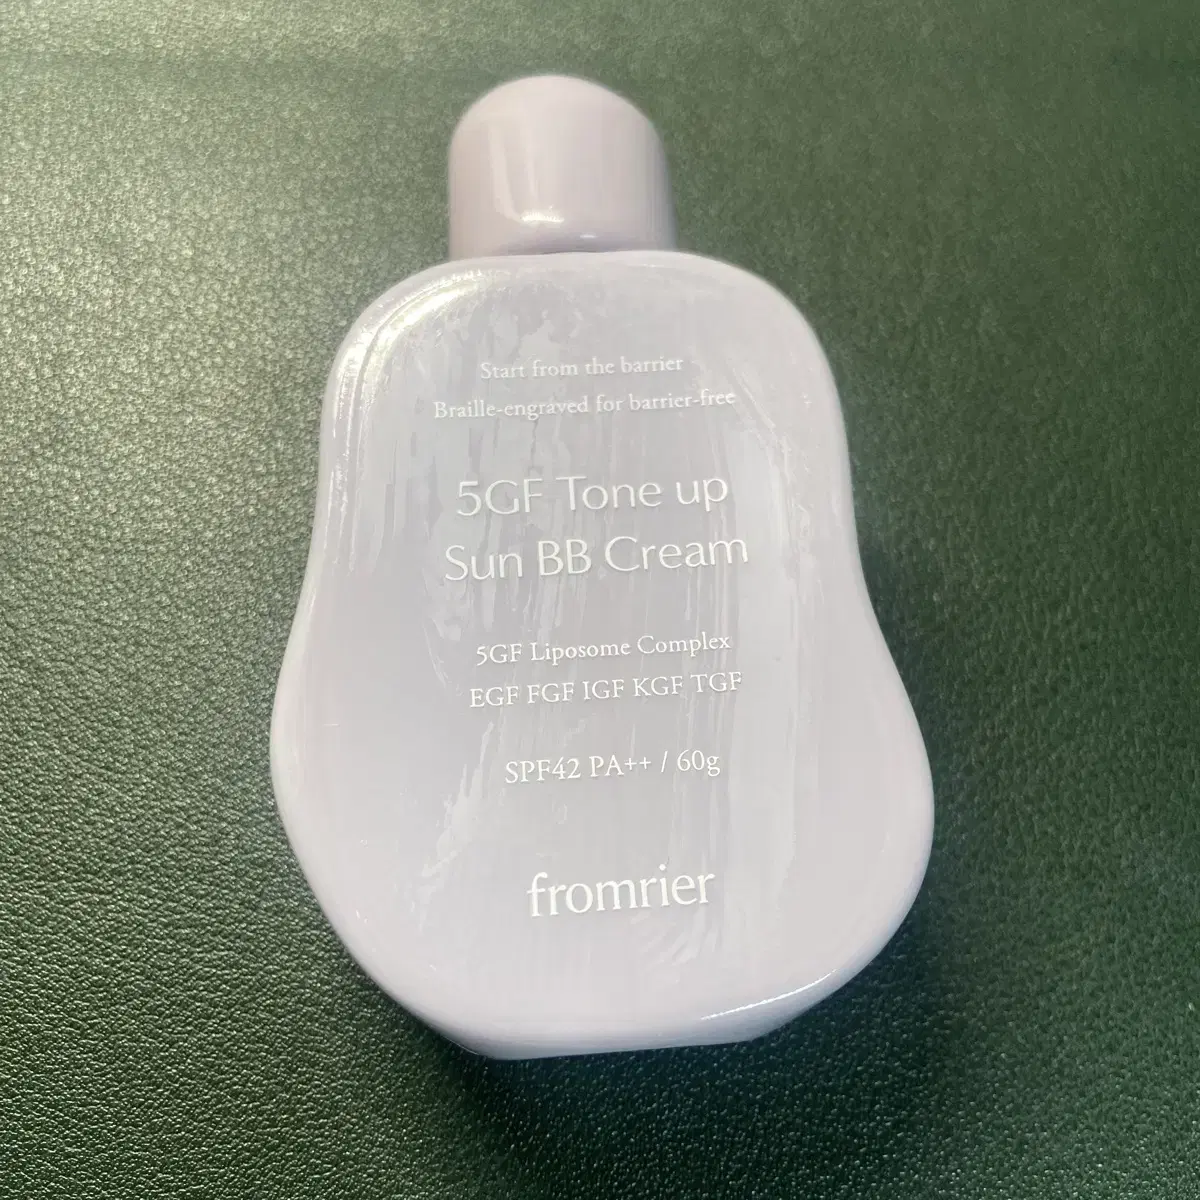 Start from the barrier
Braille-engraved for barrier-free
5GF Tone up
Sun BB Cream
5GF Liposome Complex
EGF FGF IGF KGF TGF
SPF42 PA++ / 60g
fromrier